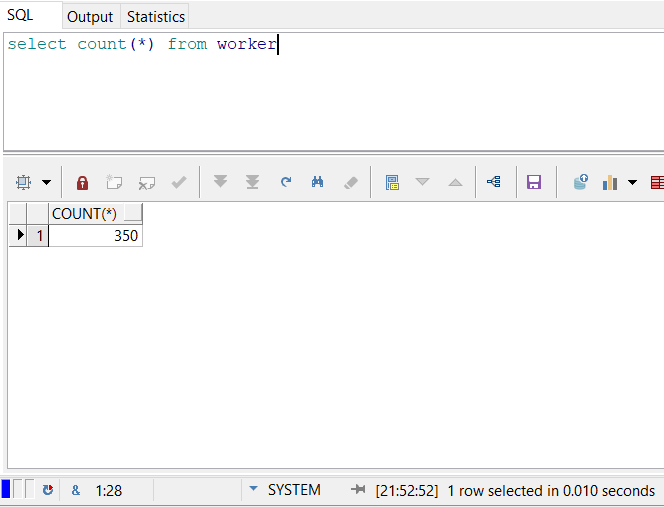 SQL Output Statistics
select count(*) from worker
COUNT(*)
1 350
& 1:28 SYSTEM [21:52:52] 1 row selected in 0.010 seconds